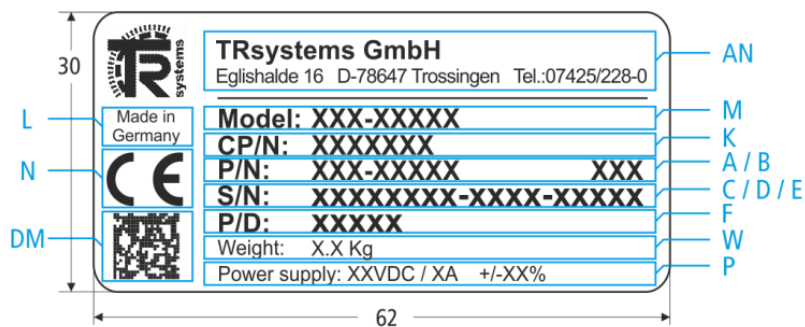 30
TR
systems
TRsystems GmbH
Eglishalde 16 D-78647 Trossingen Tel.:07425/228-0
AN
L
Made in
Germany
Model: XXX-XXXXX
M
CP/N: XXXXXXX
K
N
CE
P/N: XXX-XXXXX XXX
A / B
S/N: XXXXXXXX-XXXX-XXXXX
C / D / E
P/D: XXXXX
F
DM
Weight: X.X Kg
W
Power supply: XXVDC / XA +/-XX%
P
62